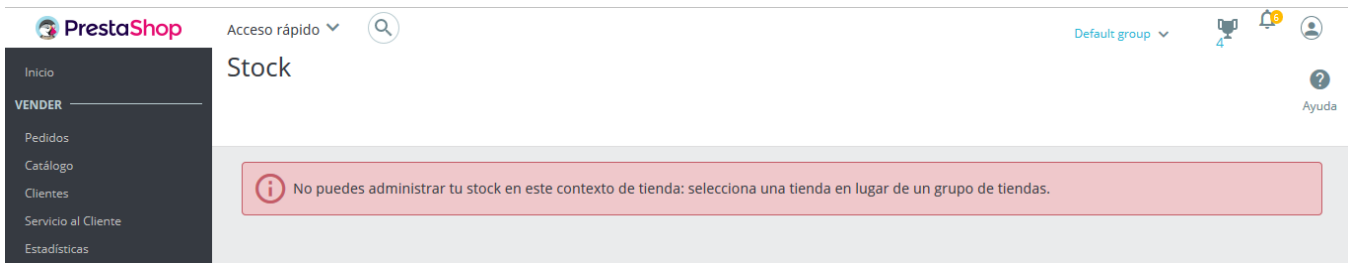 PrestaShop
Acceso rápido
Default group
4
6
Stock
Ayuda
Inicio
VENDER
Pedidos
Catálogo
Clientes
Servicio al Cliente
Estadísticas
No puedes administrar tu stock en este contexto de tienda: selecciona una tienda en lugar de un grupo de tiendas.